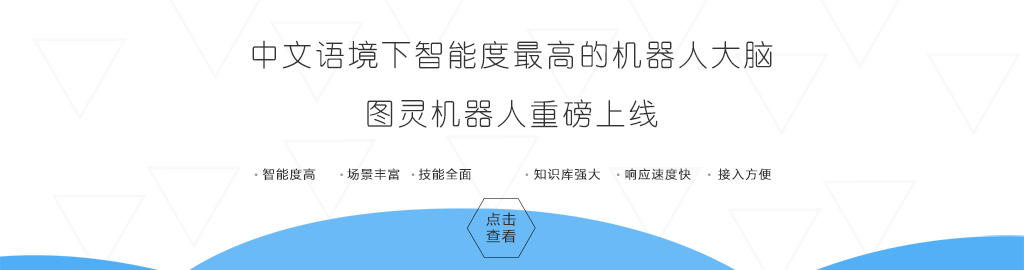 中文语境下智能度最高的机器人大脑
图灵机器人重磅上线
·智能度高 ·场景丰富 ·技能全面 ·知识库强大 ·响应速度快 ·接入方便
点击
查看